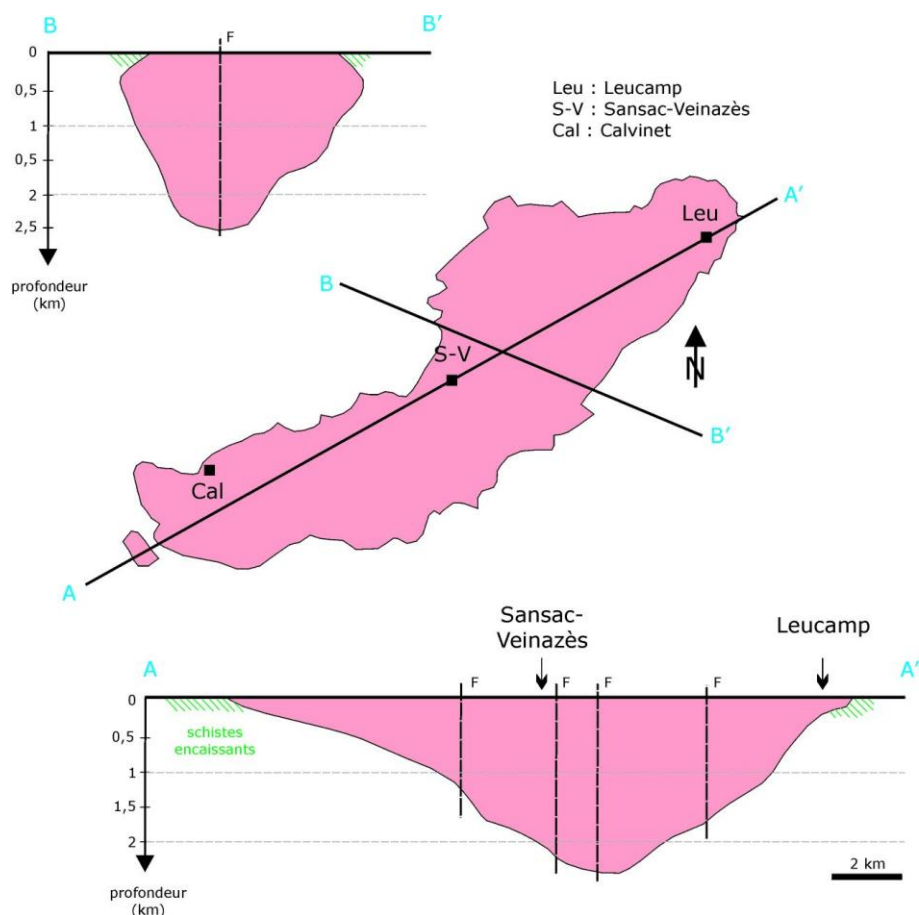 B
B'
F
0
0,5
1
0,5
2
2,5
profondeur
(km)
Leu : Leucamp
S-V : Sansac-Veinazès
Cal : Calvinet
A'
Leu
B
S-V
N
B'
Cal
A
Sansac-
Veinazès
Leucamp
A
A'
F
F
F
F
0
schistes
encaissants
0,5
1
1,5
2
profondeur
(km)
2 km